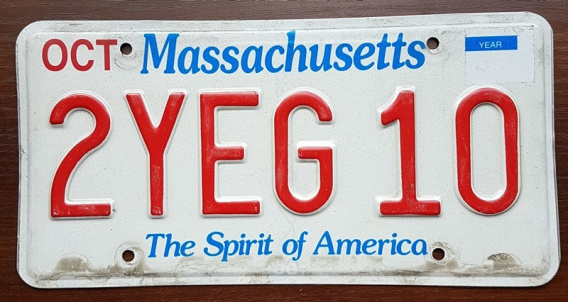 OCT Massachusetts YEAR
2YEG 10
The Spirit of America